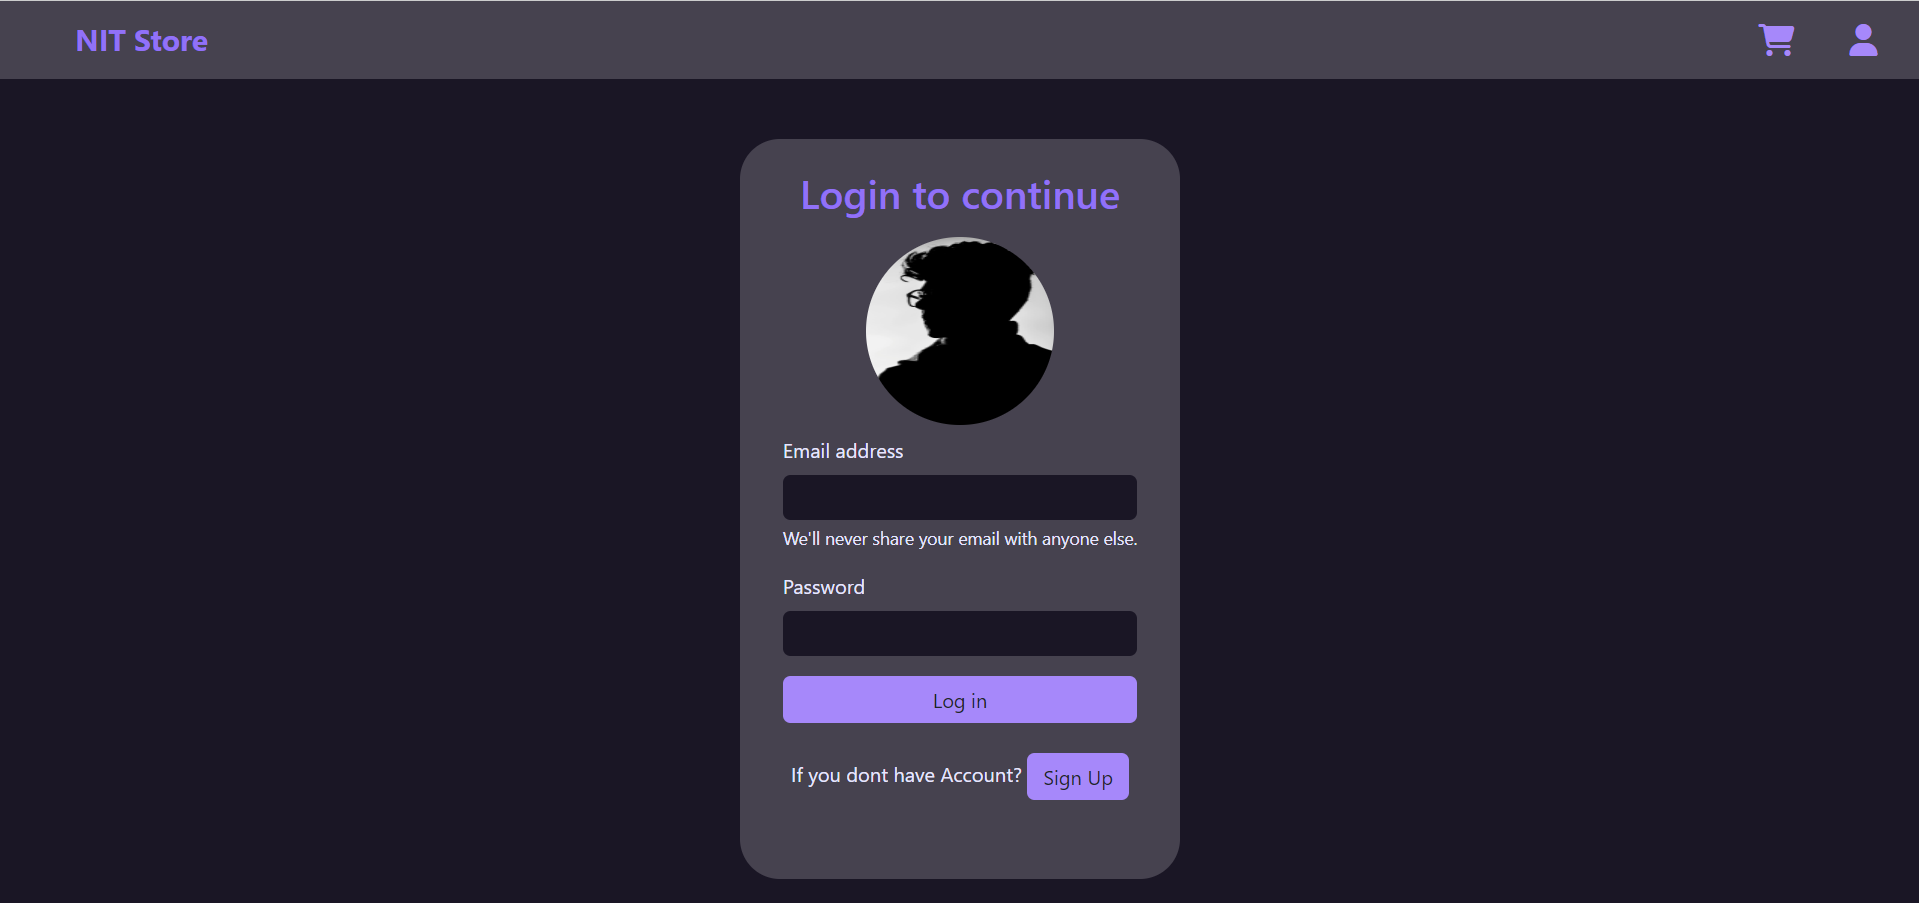 NIT Store
Login to continue
Email address
We'll never share your email with anyone else.
Password
Log in
If you dont have Account? Sign Up